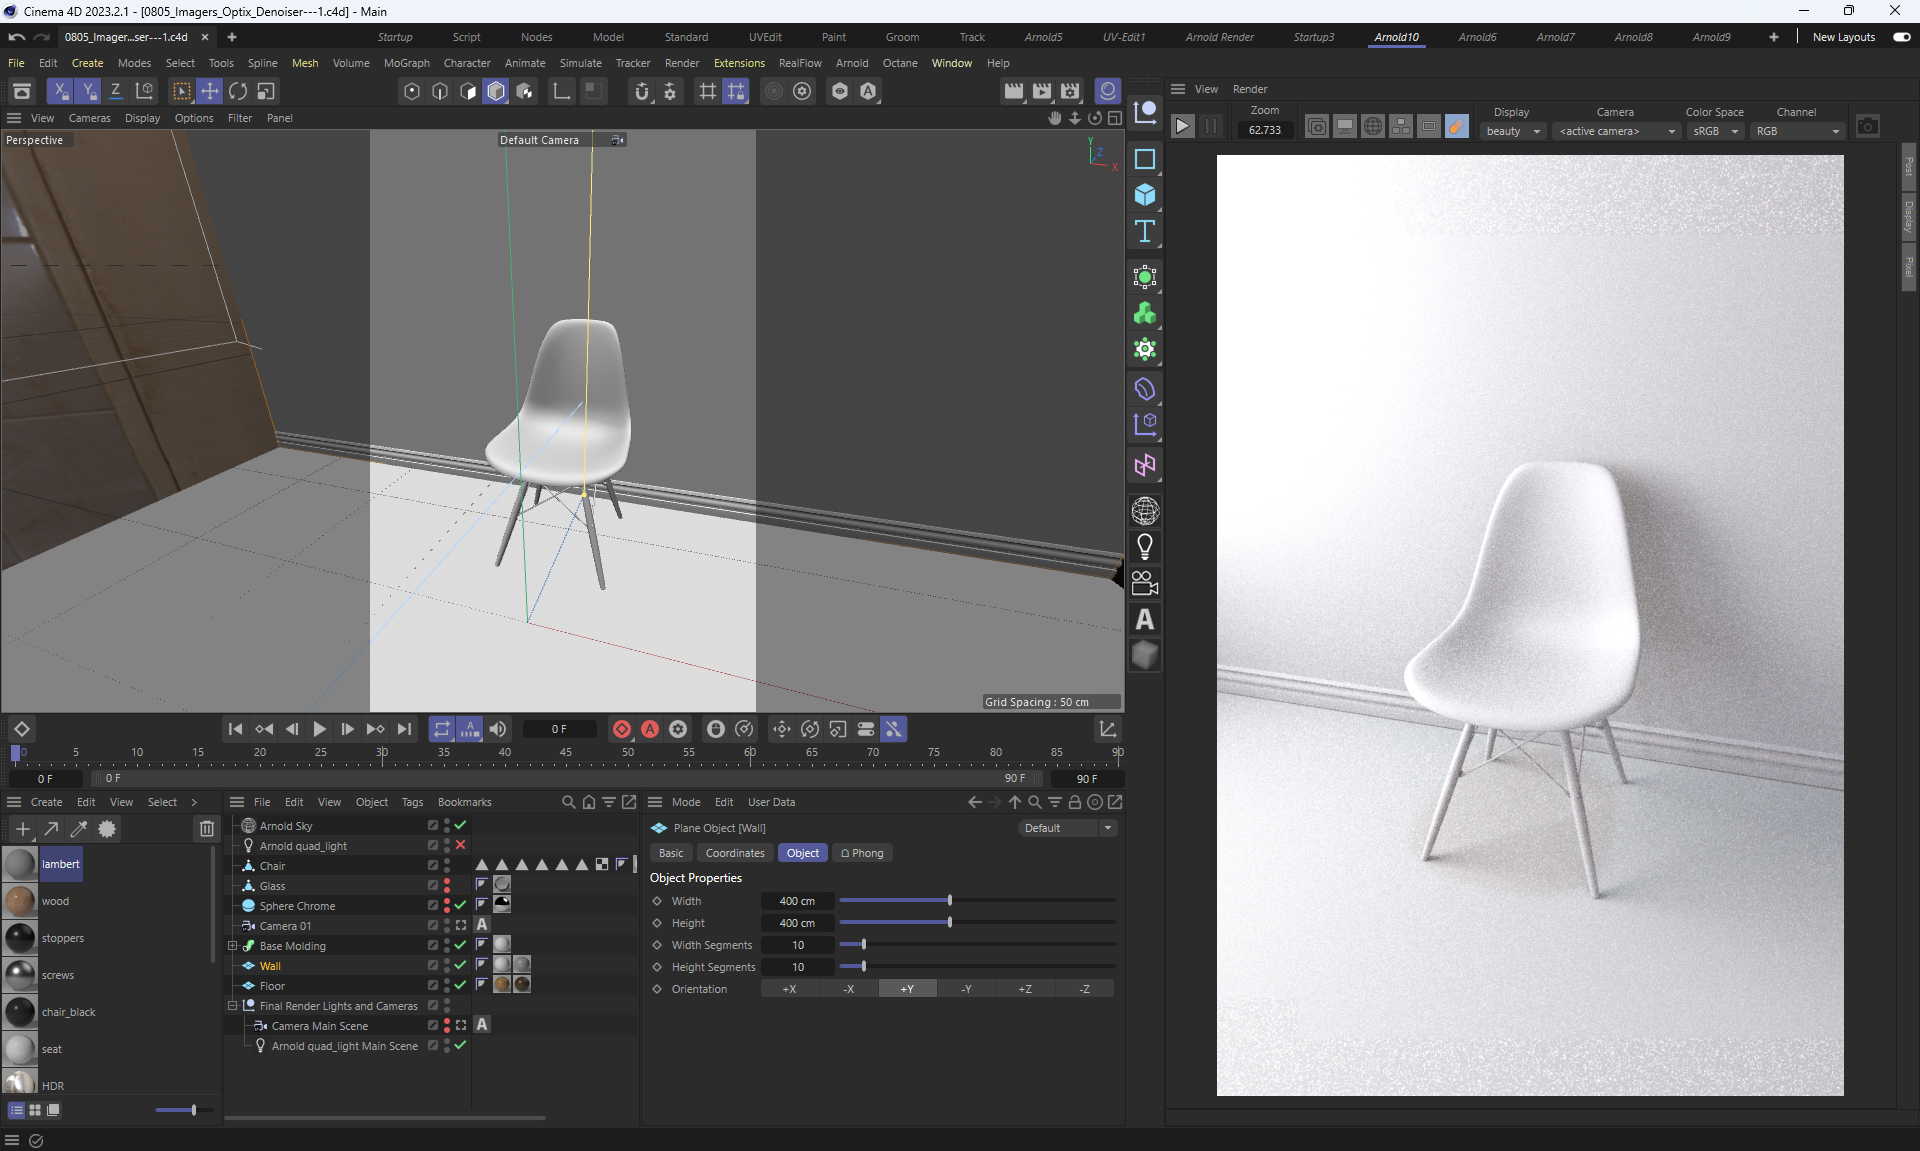 Cinema 4D 2023.2.1 - [0805_Imagers_Optix_Denoiser---1.c4d] - Main
0805_Imager...ser---1.c4d
Startup Script Nodes Model Standard UVEdit Paint Groom Track Arnold5 UV-Edit1 Arnold Render Startup3 Arnold10 Arnold6 Arnold7 Arnold8 Arnold9 New Layouts
File Edit Create Modes Select Tools Spline Mesh Volume MoGraph Character Animate Simulate Tracker Render Extensions RealFlow Arnold Octane Window Help
View Cameras Display Options Filter Panel
Perspective
Default Camera
Y
Z
X
Grid Spacing : 50 cm
View Render
Zoom
62.733
Display
beauty
Camera
<active camera>
Color Space
sRGB
Channel
RGB
Post
Display
Pixel
0 F
0 5 10 15 20 25 30 35 40 45 50 55 60 65 70 75 80 85 90
0 F
0 F
90 F
90 F
Create Edit View Select
lambert
wood
stoppers
screws
chair_black
seat
HDR
File Edit View Object Tags Bookmarks
Arnold Sky
Arnold quad_light
Chair
Glass
Sphere Chrome
Camera 01
Base Molding
Wall
Floor
Final Render Lights and Cameras
Camera Main Scene
Arnold quad_light Main Scene
Mode Edit User Data
Plane Object [Wall]
Default
Basic Coordinates Object Phong
Object Properties
Width 400 cm
Height 400 cm
Width Segments 10
Height Segments 10
Orientation +X -X +Y -Y +Z -Z